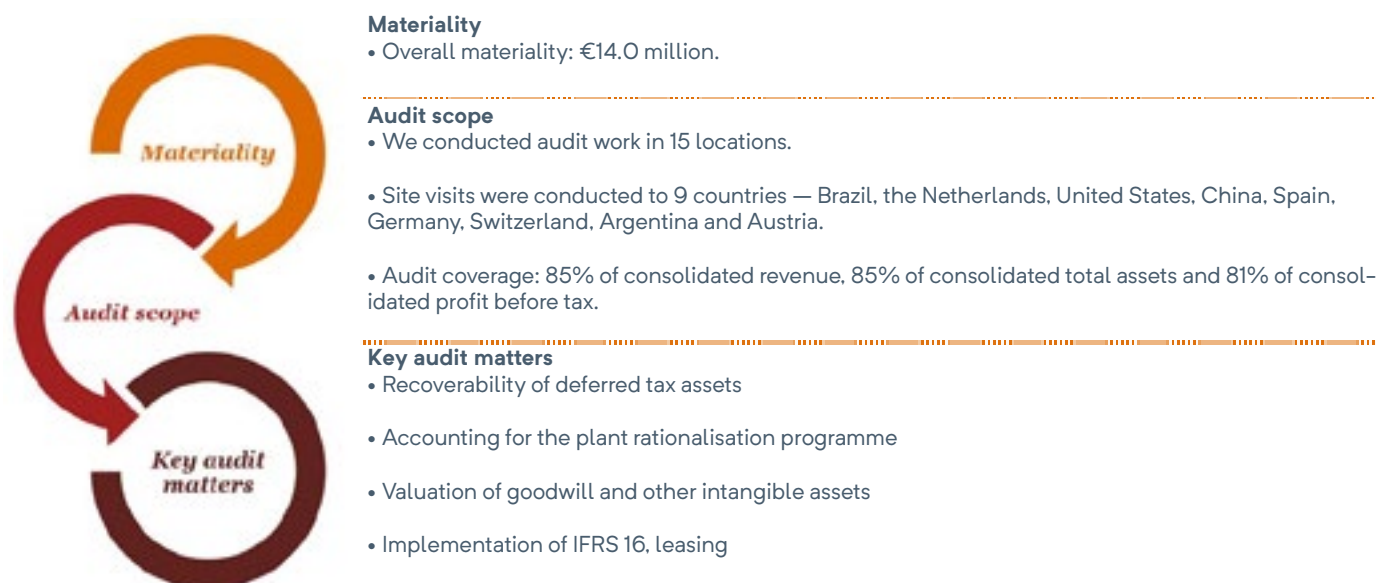 Materiality
• Overall materiality: €14.0 million.
Materiality
Audit scope
• We conducted audit work in 15 locations.
• Site visits were conducted to 9 countries — Brazil, the Netherlands, United States, China, Spain,
Germany, Switzerland, Argentina and Austria.
• Audit coverage: 85% of consolidated revenue, 85% of consolidated total assets and 81% of consol-
idated profit before tax.
Audit scope
Key audit matters
• Recoverability of deferred tax assets
• Accounting for the plant rationalisation programme
• Valuation of goodwill and other intangible assets
• Implementation of IFRS 16, leasing
Key audit
matters